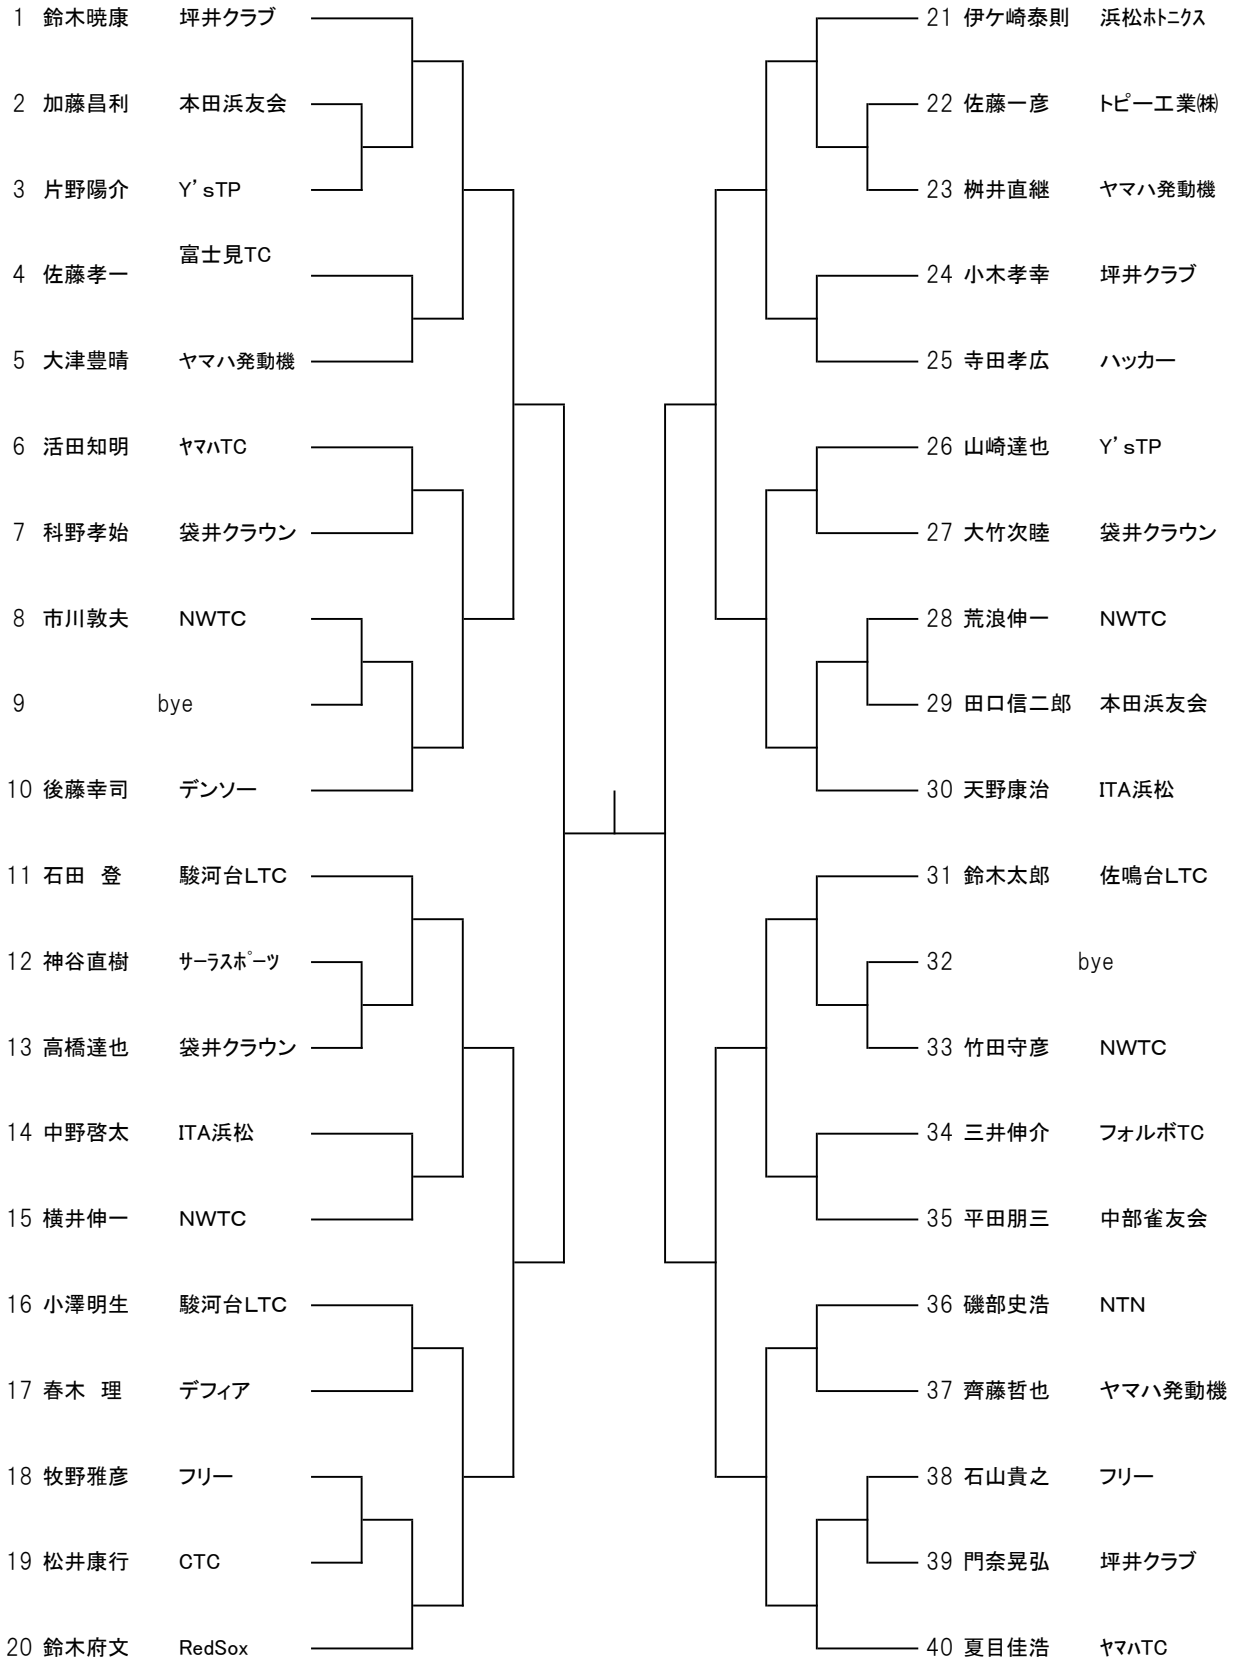 1 鈴木暁康 坪井クラブ
2 加藤昌利 本田浜友会
3 片野陽介 Y’sTP
4 佐藤孝一 富士見TC
5 大津豊晴 ヤマハ発動機
6 活田知明 ﾔﾏﾊTC
7 科野孝始 袋井クラウン
8 市川敦夫 NWTC
9 bye
10 後藤幸司 デンソー
11 石田 登 駿河台LTC
12 神谷直樹 ｻｰﾗｽﾎﾟｰﾂ
13 高橋達也 袋井クラウン
14 中野啓太 ITA浜松
15 横井伸一 NWTC
16 小澤明生 駿河台LTC
17 春木 理 デフィア
18 牧野雅彦 フリー
19 松井康行 CTC
20 鈴木府文 RedSox
21 伊ケ崎泰則 浜松ﾎﾄﾆｸｽ
22 佐藤一彦 トピー工業㈱
23 桝井直継 ヤマハ発動機
24 小木孝幸 坪井クラブ
25 寺田孝広 ハッカー
26 山崎達也 Y’sTP
27 大竹次睦 袋井クラウン
28 荒浪伸一 NWTC
29 田口信二郎 本田浜友会
30 天野康治 ITA浜松
31 鈴木太郎 佐鳴台LTC
32 bye
33 竹田守彦 NWTC
34 三井伸介 フォルボTC
35 平田朋三 中部雀友会
36 磯部史浩 NTN
37 齊藤哲也 ヤマハ発動機
38 石山貴之 フリー
39 門奈晃弘 坪井クラブ
40 夏目佳浩 ﾔﾏﾊTC